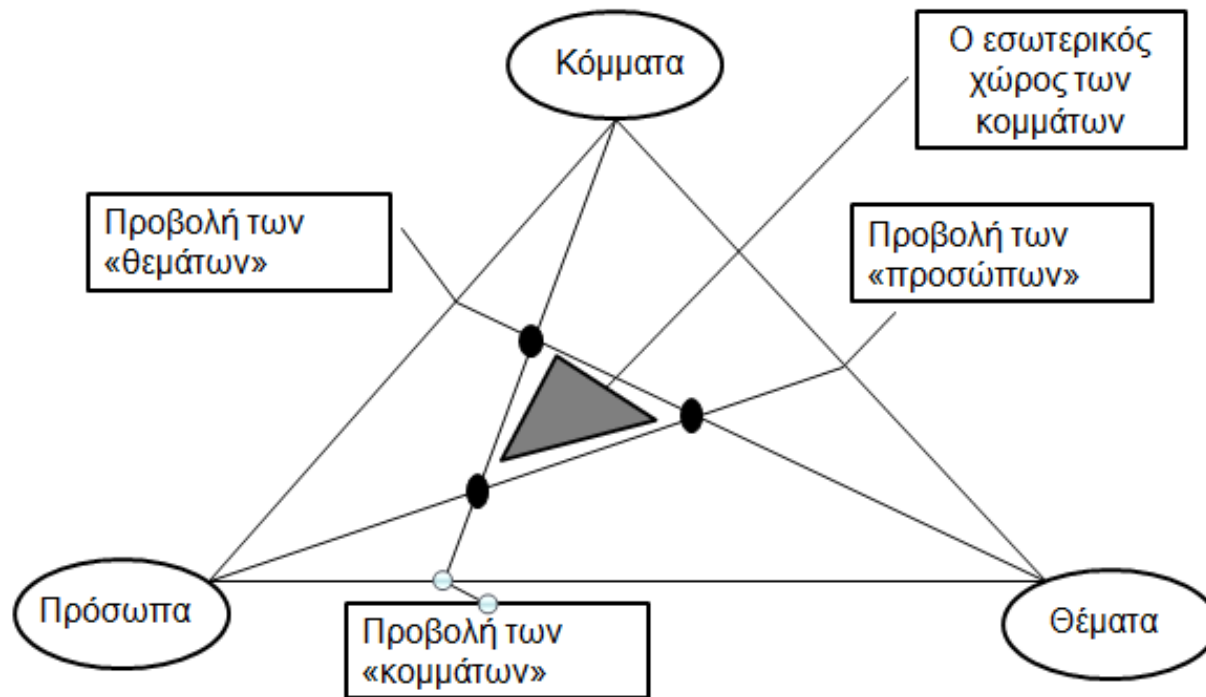 Κόμματα
Ο εσωτερικός
χώρος των
κομμάτων
Προβολή των
«θεμάτων»
Προβολή των
«προσώπων»
Πρόσωπα
Προβολή των
«κομμάτων»
Θέματα